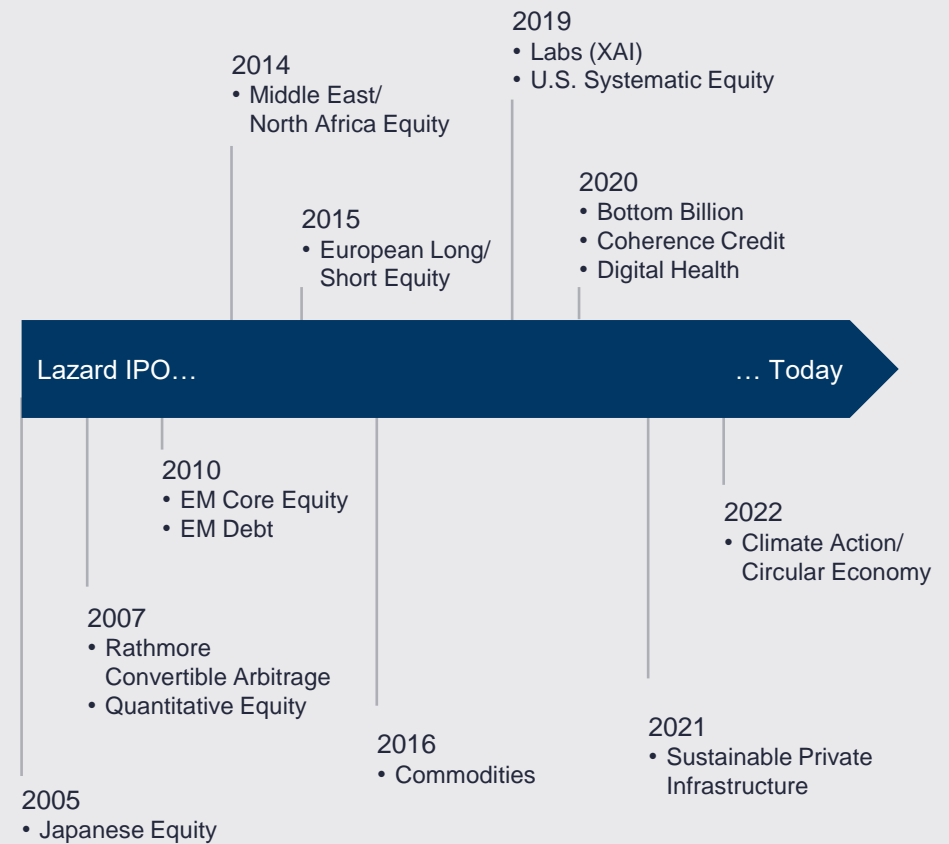 2019
• Labs (XAI)
• U.S. Systematic Equity
2014
• Middle East/
North Africa Equity
2020
• Bottom Billion
• Coherence Credit
• Digital Health
2015
• European Long/
Short Equity
Lazard IPO…
… Today
2010
• EM Core Equity
• EM Debt
2022
• Climate Action/
Circular Economy
2007
• Rathmore
Convertible Arbitrage
• Quantitative Equity
2021
• Sustainable Private
Infrastructure
2016
• Commodities
2005
• Japanese Equity